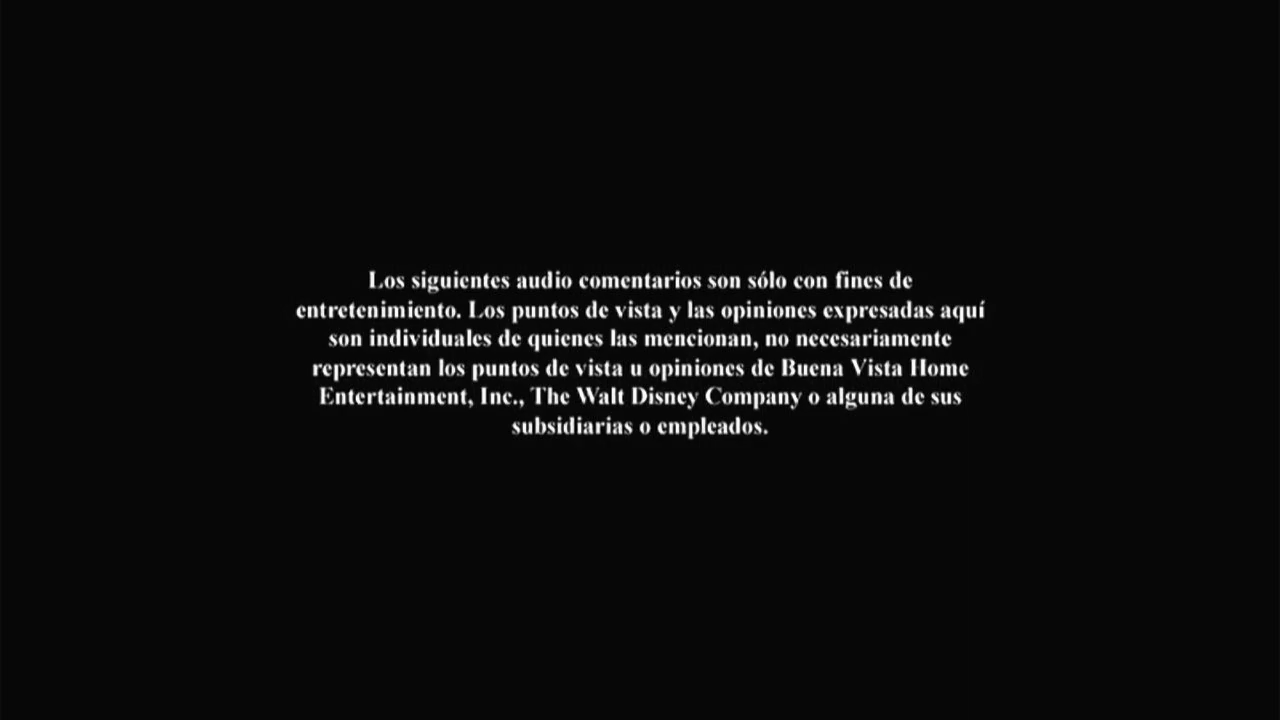 Los siguientes audio comentarios son sólo con fines de
entretenimiento. Los puntos de vista y las opiniones expresadas aquí
son individuales de quienes las mencionan, no necesariamente
representan los puntos de vista u opiniones de Buena Vista Home
Entertainment, Inc., The Walt Disney Company o alguna de sus
subsidiarias o empleados.